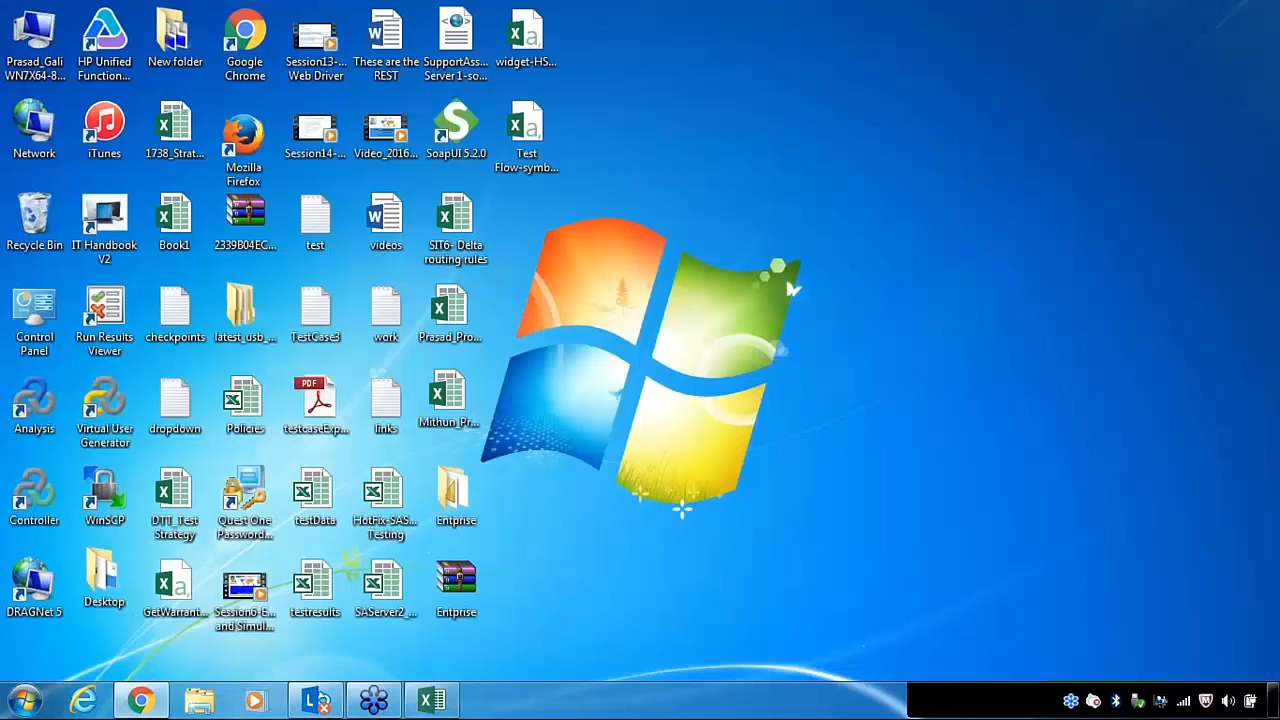 Prasad_Gali
WN7X64-8...
HP Unified
Function...
New folder
Google
Chrome
Session13-...
Web Driver
These are the
REST
SupportAss...
Server 1-so...
widget-HS...
Network
iTunes
1738_Strat...
Mozilla
Firefox
Session14-...
Video_2016...
SoapUI 5.2.0
Test
Flow-symb...
Recycle Bin
IT Handbook
V2
Book1
2339B04EC...
test
videos
SIT6- Delta
routing rules
Control
Panel
Run Results
Viewer
checkpoints
latest_usb_...
TestCase3
work
Prasad_Pro...
Analysis
Virtual User
Generator
dropdown
Policies
PDF
testcaseExp...
links
Mithun_Pr...
Controller
WinSCP
DTT_Test
Strategy
Quest One
Password...
testData
HotFix-SAS...
Testing
Entprise
DRAGNet 5
Desktop
GetWarrant...
Session6-E...
and Simul...
testresults
SAServer2_...
Entprise